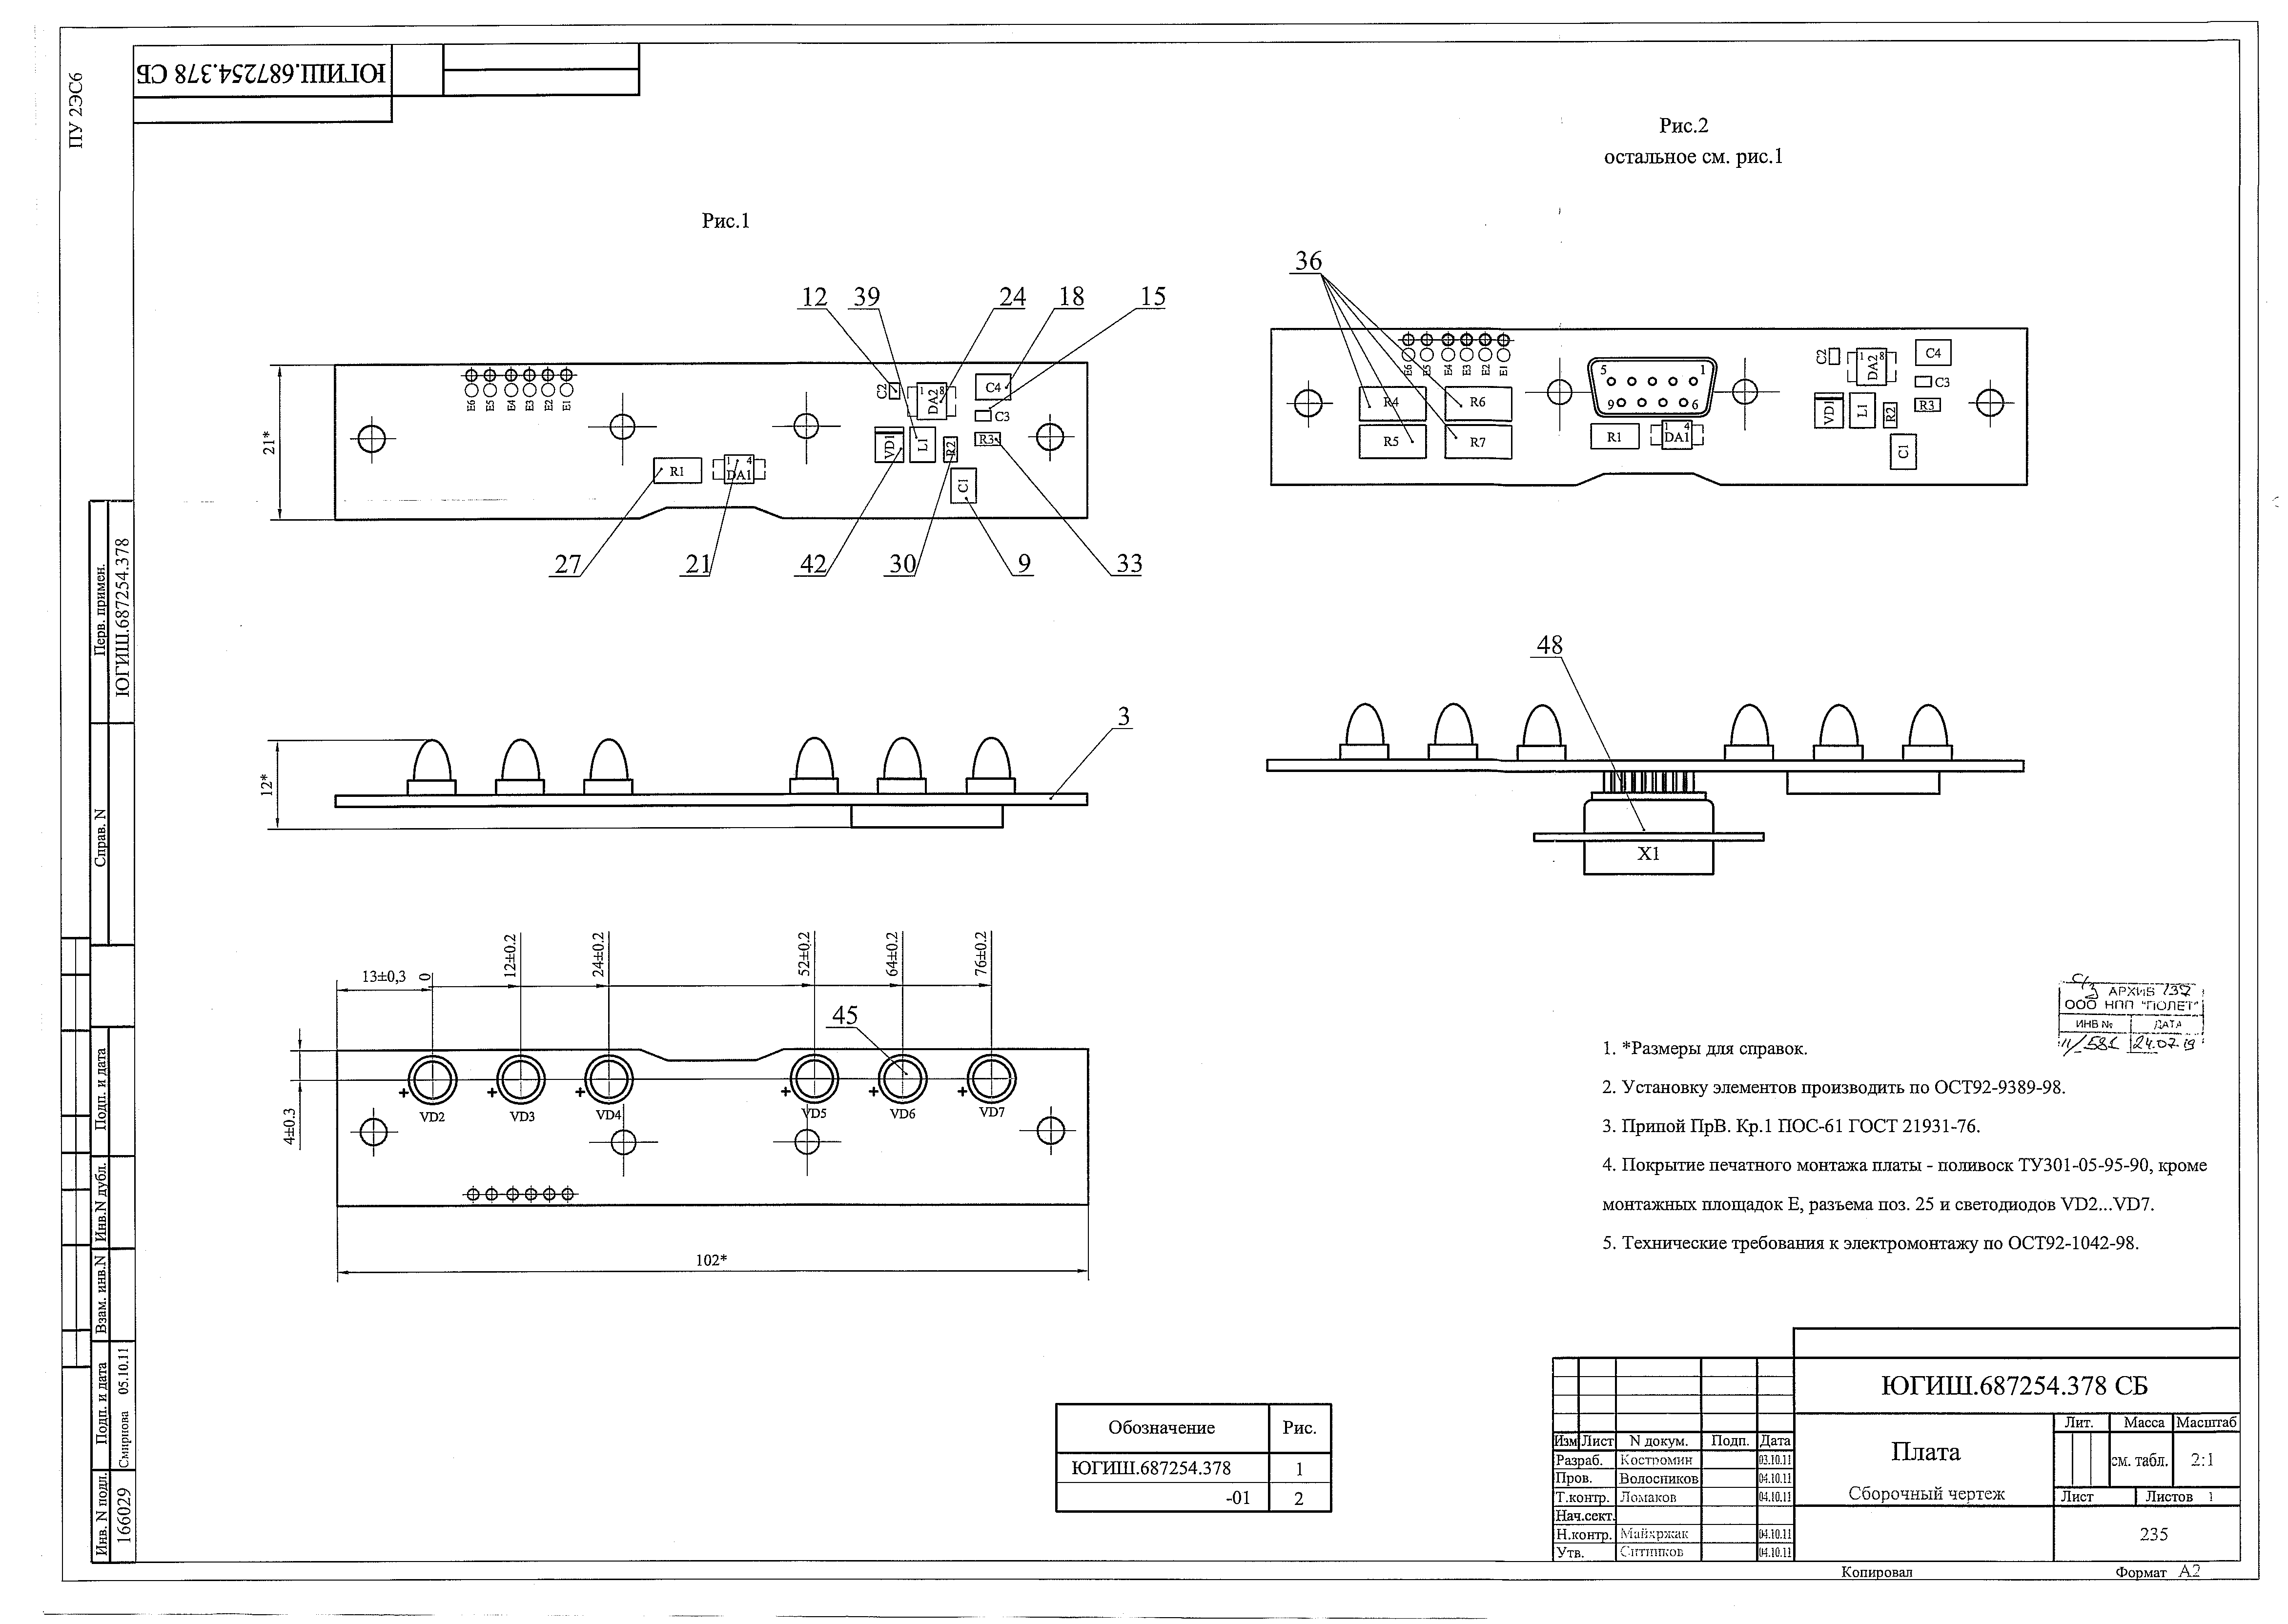 ПУ 2ЭС6
ЮГИШ.687254.378 СБ
Рис.1
12
39
24
18
15
21*
E6
E5
E4
E3
E2
E1
C2
1
8
DA2
C4
C3
VD1
L1
R2
R3
R1
1
4
DA1
C1
27
21
42
30
9
33
Рис.2
остальное см. рис.1
36
E6
E5
E4
E3
E2
E1
R4
R6
R5
R7
5
1
9
6
R1
1
4
DA1
C2
1
8
DA2
C4
C3
VD1
L1
R2
R3
C1
12*
3
48
X1
13±0,3
0
12±0.2
24±0.2
52±0.2
64±0.2
76±0.2
45
4±0.3
VD2
VD3
VD4
VD5
VD6
VD7
102*
АРХИВ 137
ООО НПП "ПОЛЕТ"
ИНВ №
ДАТА
24.07.19
1. *Размеры для справок.
2. Установку элементов производить по ОСТ92-9389-98.
3. Припой ПрВ. Кр.1 ПОС-61 ГОСТ 21931-76.
4. Покрытие печатного монтажа платы - поливоск ТУ301-05-95-90, кроме
монтажных площадок Е, разъема поз. 25 и светодиодов VD2...VD7.
5. Технические требования к электромонтажу по ОСТ92-1042-98.
Обозначение
Рис.
ЮГИШ.687254.378
1
-01
2
Перв. примен.
ЮГИШ.687254.378
Справ. N
Подп. и дата
Инв.N дубл.
Взам. инв.N
Подп. и дата
Смирнова 05.10.11
Инв. N подл.
166029
ЮГИШ.687254.378 СБ
Изм
Лист
N докум.
Подп.
Дата
Разраб.
Костромин
03.10.11
Пров.
Волосников
04.10.11
Т.контр.
Ломаков
04.10.11
Нач.сект.
Н.контр.
Майхржак
04.10.11
Утв.
Ситников
04.10.11
Плата
Сборочный чертеж
Лит.
Масса
Масштаб
см. табл.
2:1
Лист
Листов 1
235
Копировал
Формат А2